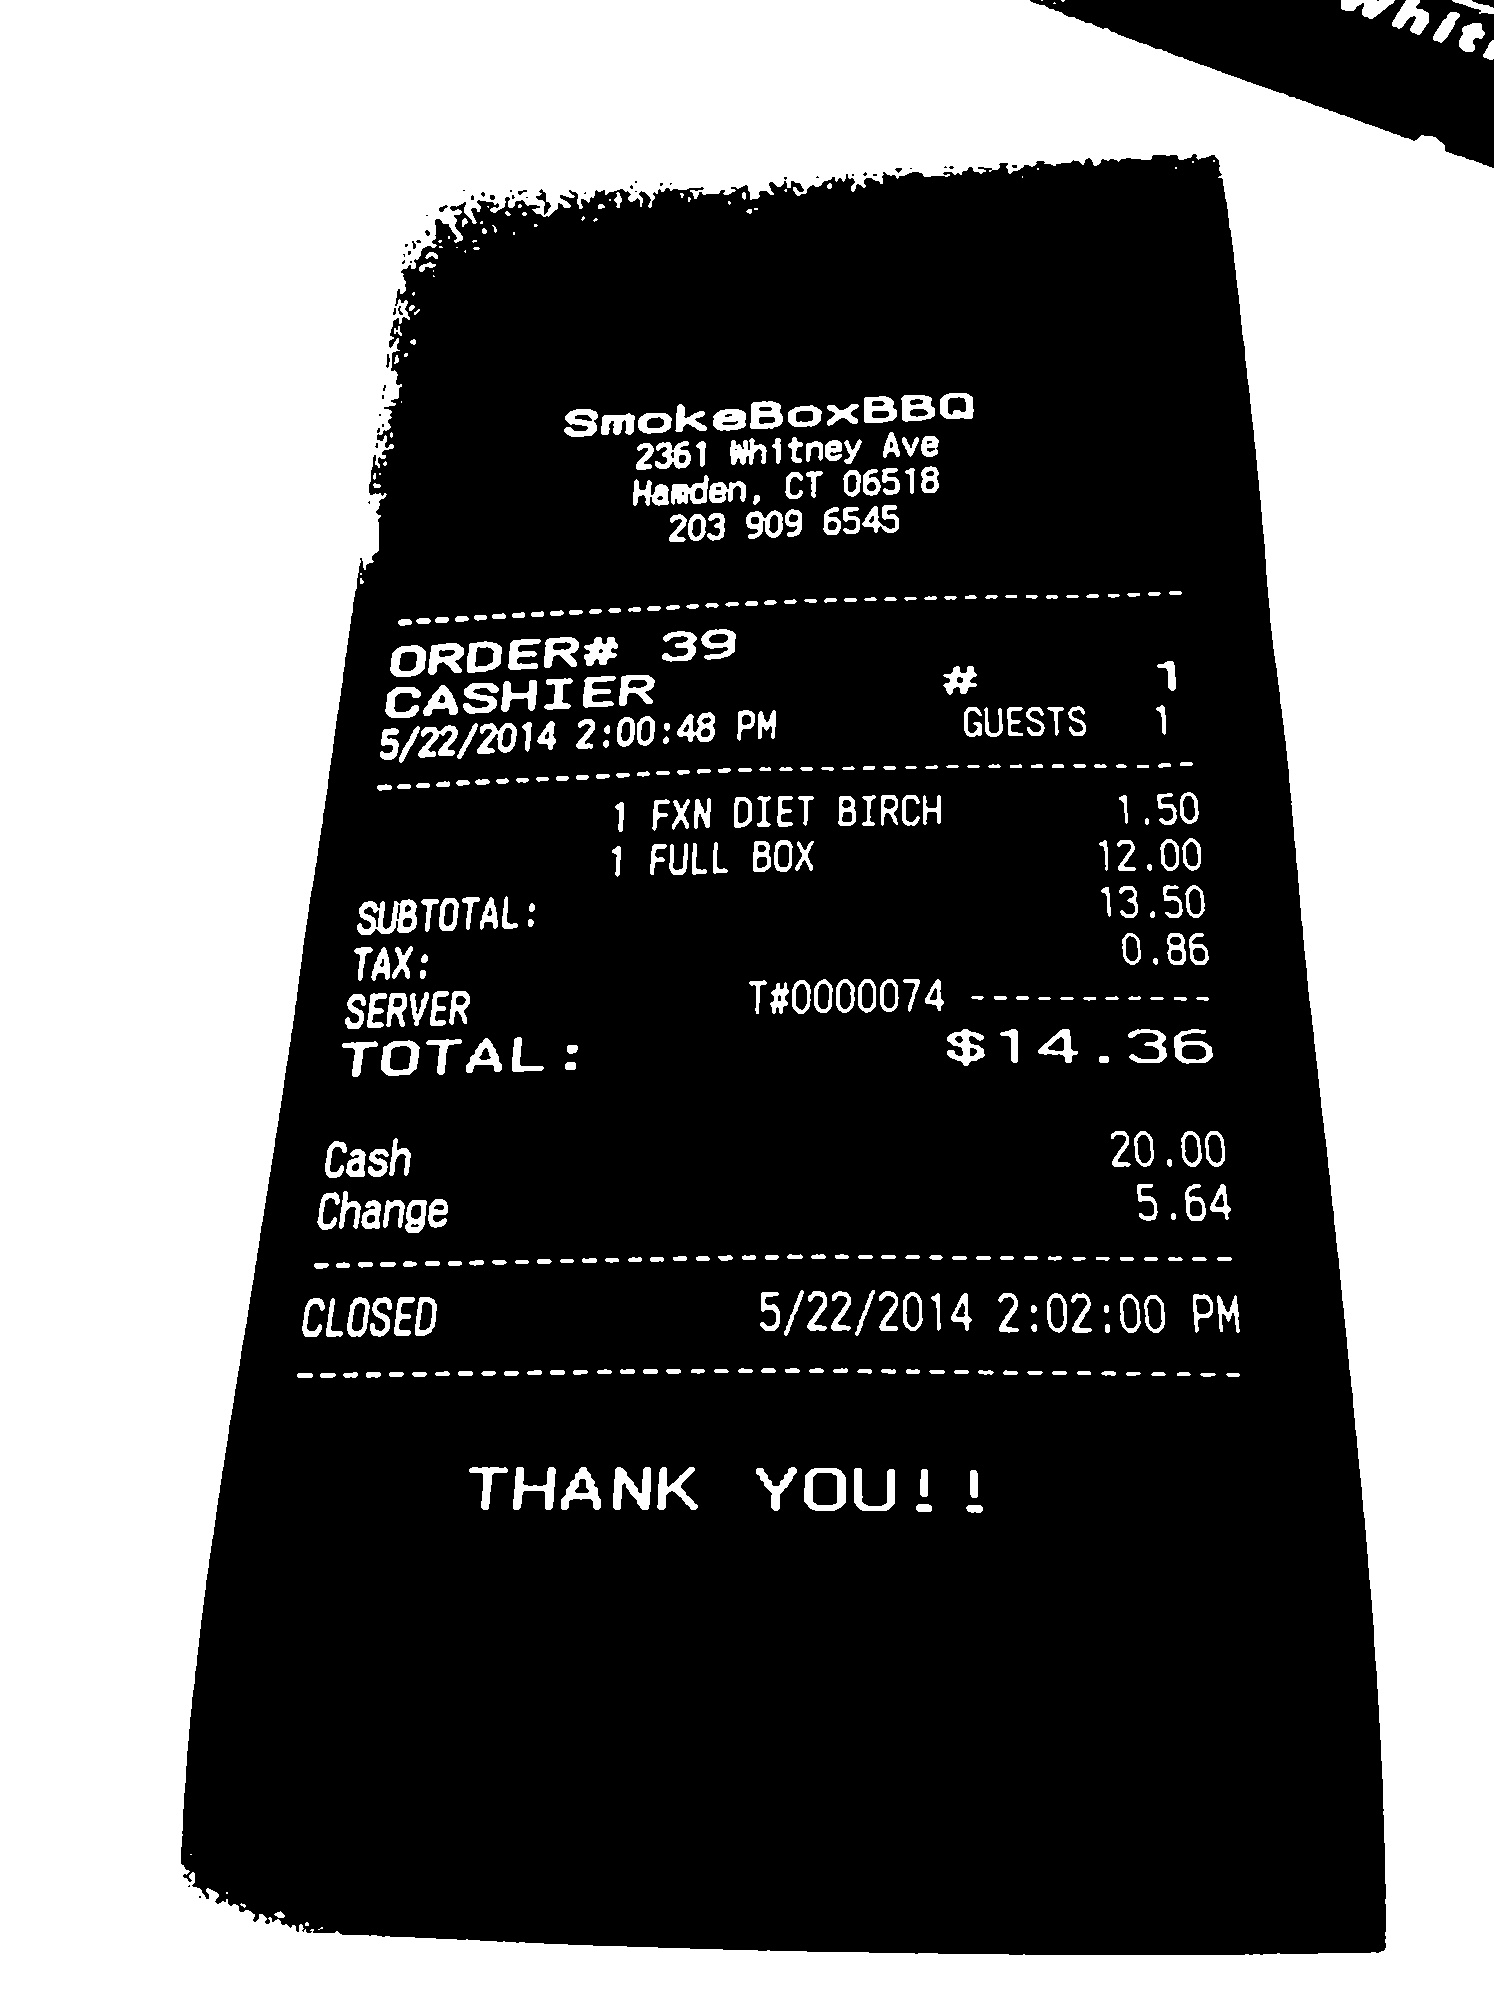 SmokeBoxBBQ
2361 Whitney Ave
Hamden, CT 06518
203 909 6545
----------------------------------------
ORDER# 39
CASHIER # 1
5/22/2014 2:00:48 PM GUESTS 1
----------------------------------------
1 FXN DIET BIRCH 1.50
1 FULL BOX 12.00
SUBTOTAL: 13.50
TAX: 0.86
SERVER T#0000074 -----------
TOTAL: $14.36
Cash 20.00
Change 5.64
----------------------------------------
CLOSED 5/22/2014 2:02:00 PM
----------------------------------------
THANK YOU!!